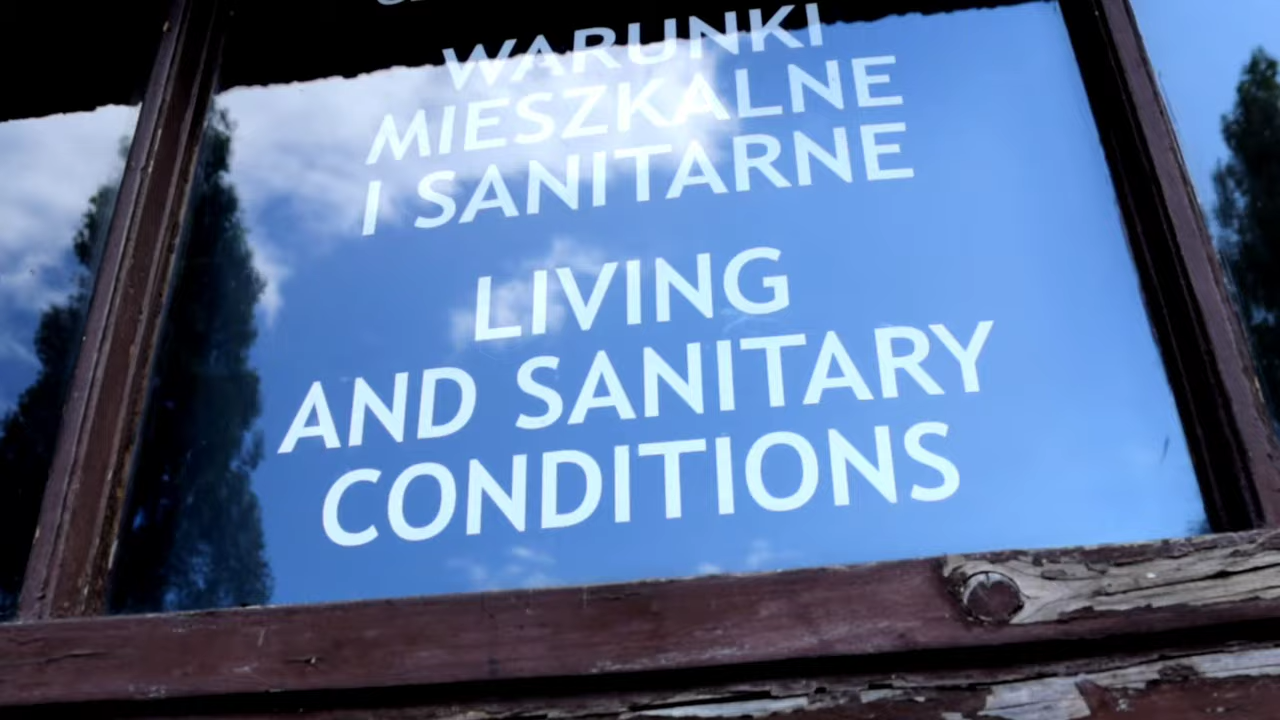 WARUNKI
MIESZKALNE
I SANITARNE
LIVING
AND SANITARY
CONDITIONS